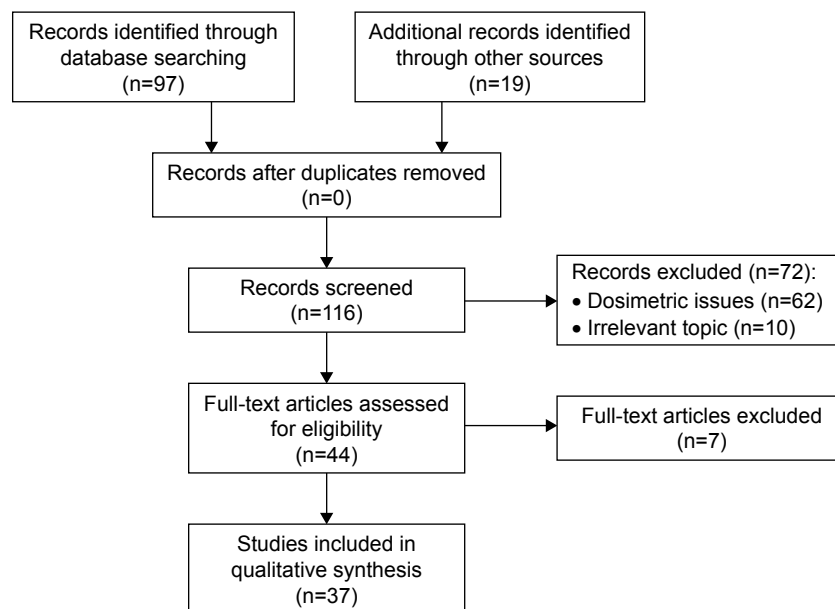 Records identified through
database searching
(n=97)
Additional records identified
through other sources
(n=19)
Records after duplicates removed
(n=0)
Records screened
(n=116)
Records excluded (n=72):
• Dosimetric issues (n=62)
• Irrelevant topic (n=10)
Full-text articles assessed
for eligibility
(n=44)
Full-text articles excluded
(n=7)
Studies included in
qualitative synthesis
(n=37)